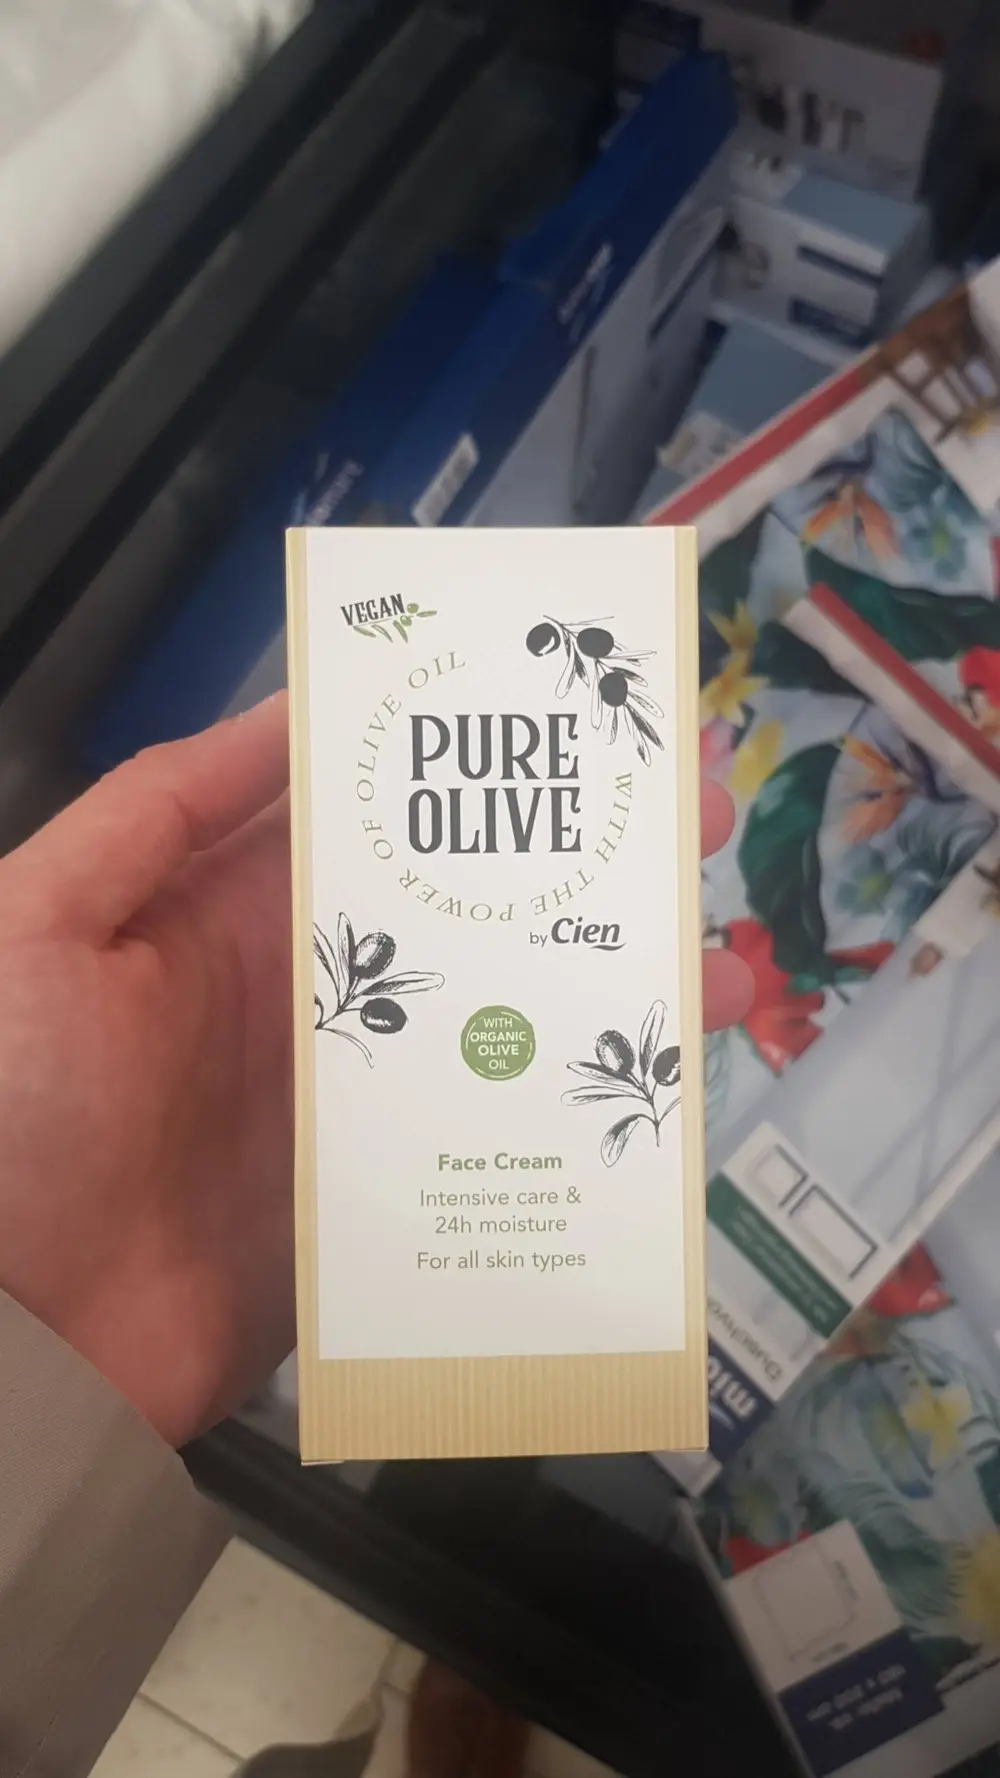 VEGAN
WITH THE POWER OF OLIVE OIL
PURE
OLIVE
by Cien
WITH
ORGANIC
OLIVE
OIL
Face Cream
Intensive care &
24h moisture
For all skin types